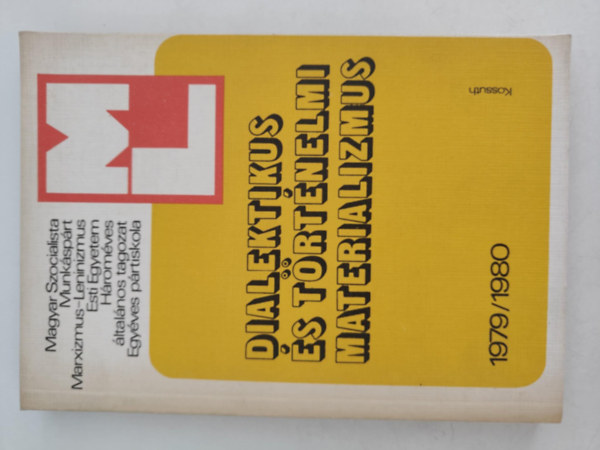 ML
Magyar Szocialista
Munkáspárt
Marxizmus–Leninizmus
Esti Egyetem
Hároméves
általános tagozat
Egyéves pártiskola
DIALEKTIKUS
ÉS TÖRTÉNELMI
MATERIALIZMUS
1979/1980
Kossuth